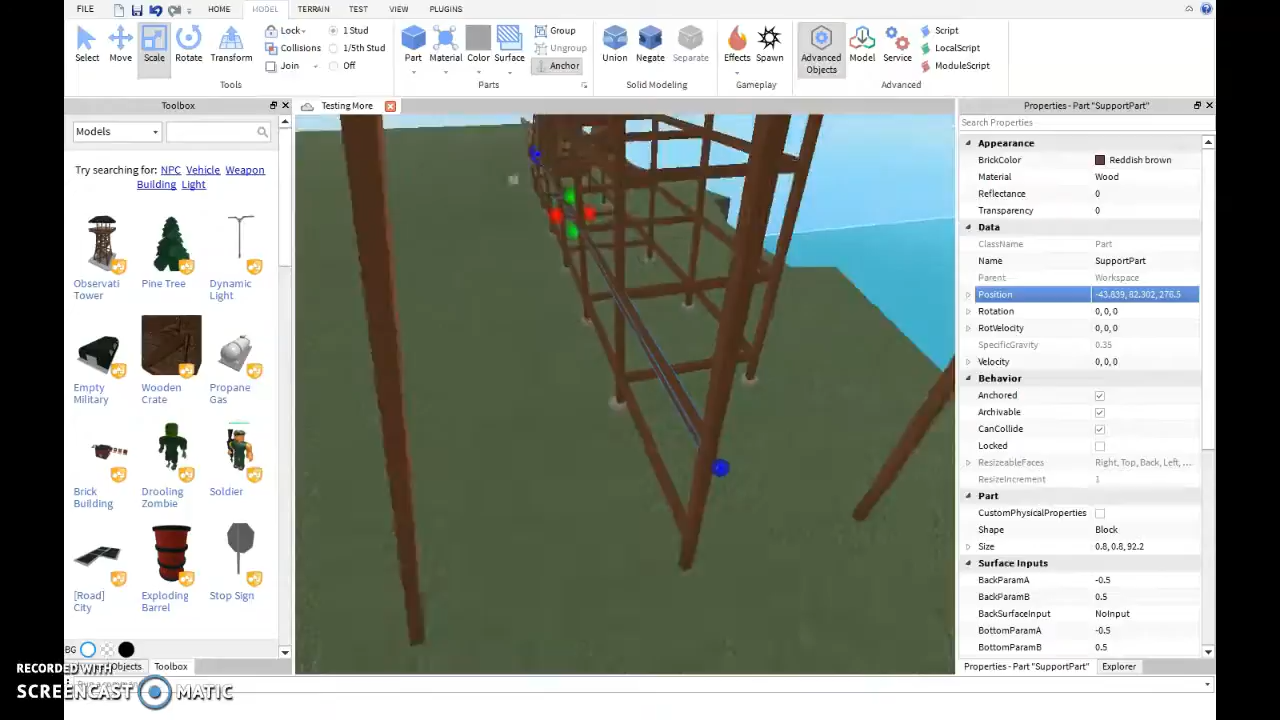 FILE HOME MODEL TERRAIN TEST VIEW PLUGINS
Select Move Scale Rotate Transform
Lock
Collisions
Join
1 Stud
1/5th Stud
Off
Tools
Part Material Color Surface
Group
Ungroup
Anchor
Parts
Union Negate Separate
Solid Modeling
Effects Spawn
Gameplay
Advanced
Objects
Model Service
Script
LocalScript
ModuleScript
Advanced
Toolbox
Models
Try searching for: NPC Vehicle Weapon
Building Light
Observati
Tower
Pine Tree
Dynamic
Light
Empty
Military
Wooden
Crate
Propane
Gas
Brick
Building
Drooling
Zombie
Soldier
[Road]
City
Exploding
Barrel
Stop Sign
BG
Objects Toolbox
Testing More
Properties - Part "SupportPart"
Search Properties
Appearance
BrickColor Reddish brown
Material Wood
Reflectance 0
Transparency 0
Data
ClassName Part
Name SupportPart
Parent Workspace
Position -43.839, 82.302, 276.5
Rotation 0, 0, 0
RotVelocity 0, 0, 0
SpecificGravity 0.35
Velocity 0, 0, 0
Behavior
Anchored
Archivable
CanCollide
Locked
ResizeableFaces Right, Top, Back, Left, ...
ResizeIncrement 1
Part
CustomPhysicalProperties
Shape Block
Size 0.8, 0.8, 92.2
Surface Inputs
BackParamA -0.5
BackParamB 0.5
BackSurfaceInput NoInput
BottomParamA -0.5
BottomParamB 0.5
Properties - Part "SupportPart" Explorer
RECORDED WITH
SCREENCAST MATIC